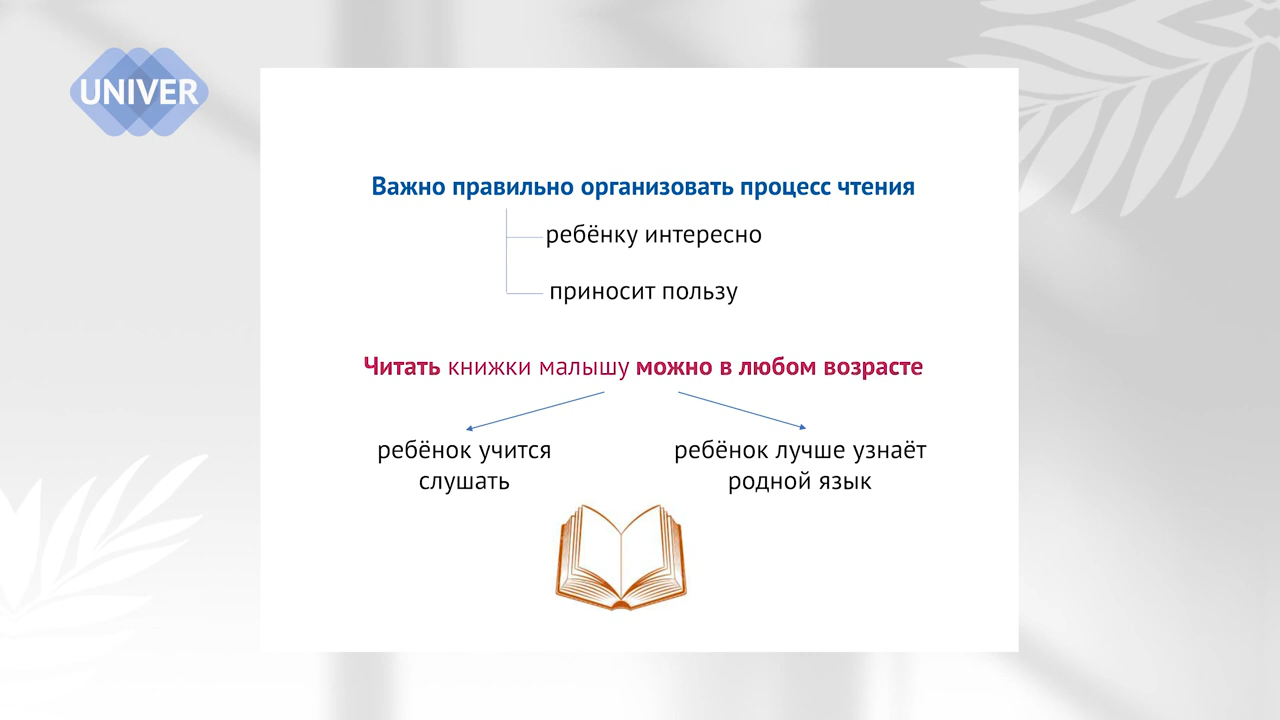 UNIVER
Важно правильно организовать процесс чтения
ребёнку интересно
приносит пользу
Читать книжки малышу можно в любом возрасте
ребёнок учится
слушать
ребёнок лучше узнаёт
родной язык